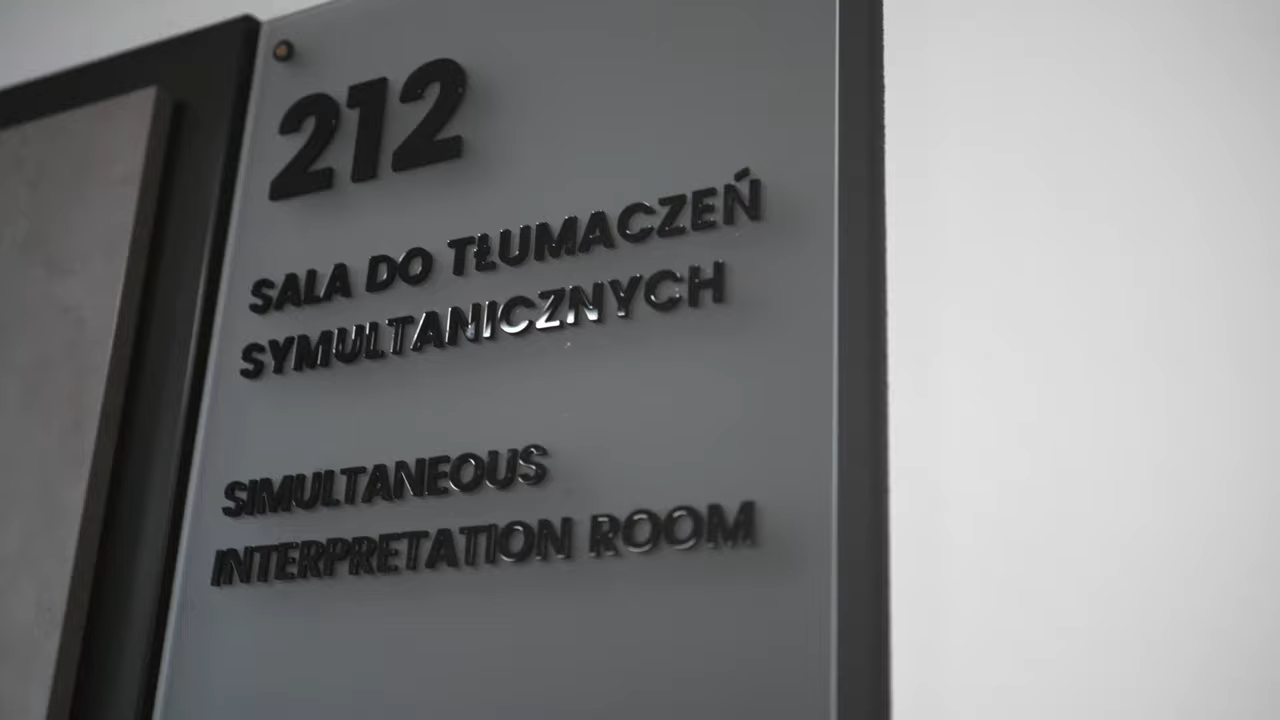 212
SALA DO TŁUMACZEŃ
SYMULTANICZNYCH
SIMULTANEOUS
INTERPRETATION ROOM